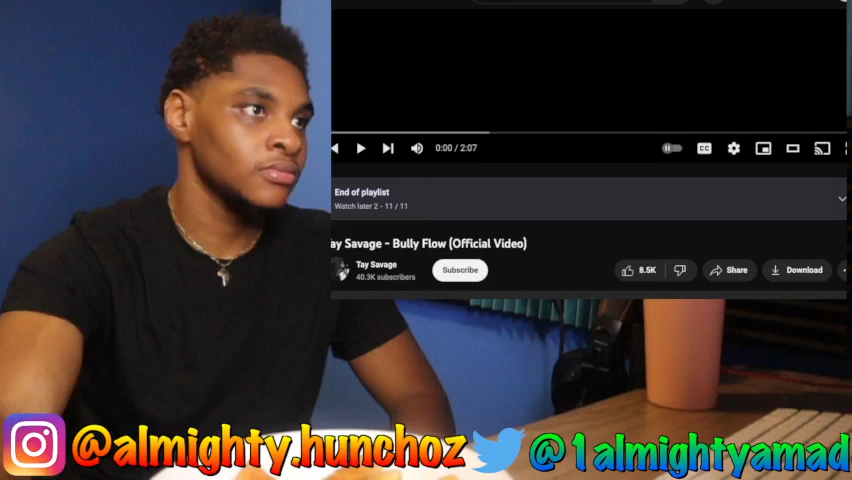 0:00 / 2:07
CC
End of playlist
Watch later 2 - 11 / 11
ay Savage - Bully Flow (Official Video)
Tay Savage
40.3K subscribers
Subscribe
8.5K
Share
Download
@almighty.hunchoz
@1almightyamad